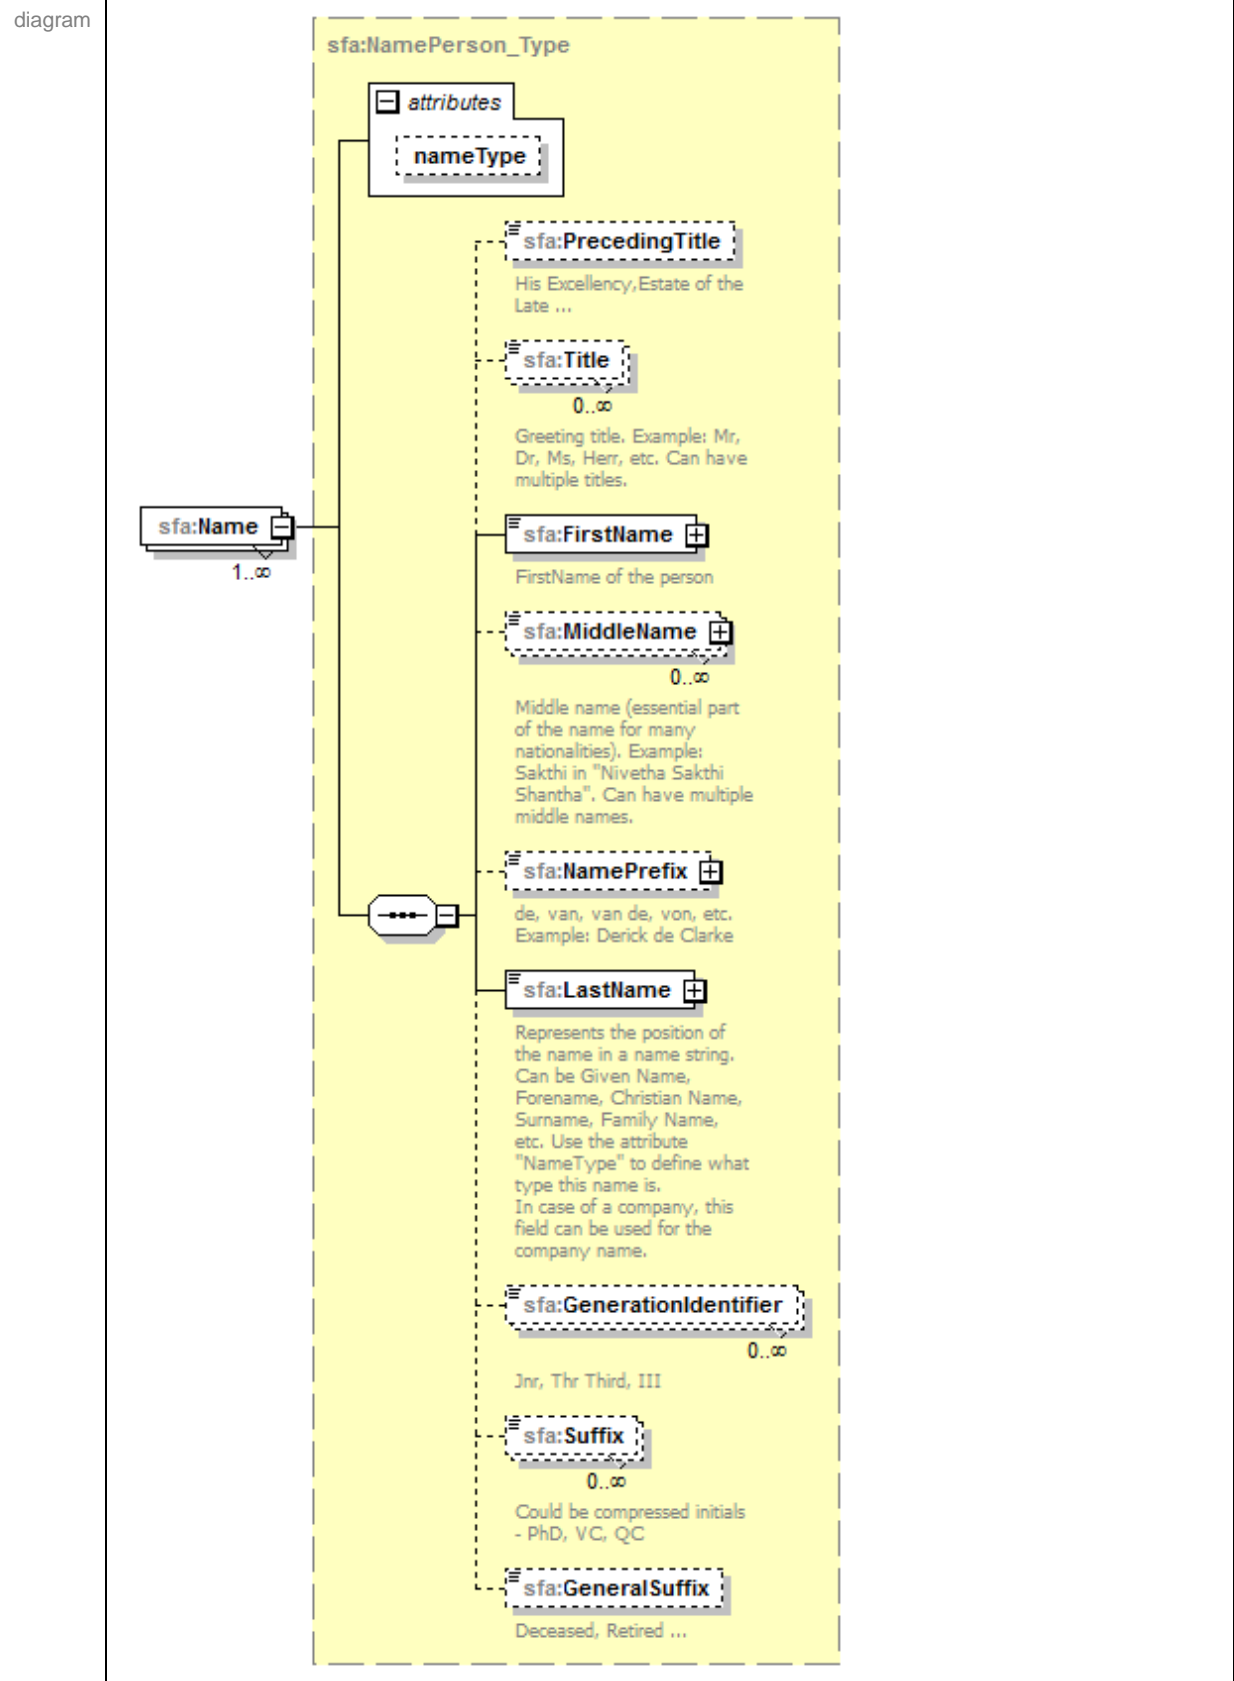 diagram
sfa:NamePerson_Type
attributes
nameType
sfa:PrecedingTitle
His Excellency,Estate of the
Late ...
sfa:Title
0..∞
Greeting title. Example: Mr,
Dr, Ms, Herr, etc. Can have
multiple titles.
sfa:Name
1..∞
sfa:FirstName
FirstName of the person
sfa:MiddleName
0..∞
Middle name (essential part
of the name for many
nationalities). Example:
Sakthi in "Nivetha Sakthi
Shantha". Can have multiple
middle names.
sfa:NamePrefix
de, van, van de, von, etc.
Example: Derick de Clarke
sfa:LastName
Represents the position of
the name in a name string.
Can be Given Name,
Forename, Christian Name,
Surname, Family Name,
etc. Use the attribute
"NameType" to define what
type this name is.
In case of a company, this
field can be used for the
company name.
sfa:GenerationIdentifier
0..∞
Jnr, Thr Third, III
sfa:Suffix
0..∞
Could be compressed initials
- PhD, VC, QC
sfa:GeneralSuffix
Deceased, Retired ...